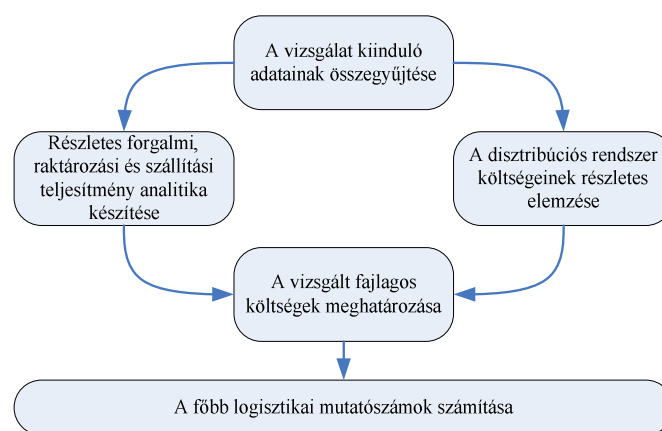 A vizsgálat kiinduló
adatainak összegyűjtése
Részletes forgalmi,
raktározási és szállítási
teljesítmény analitika
készítése
A disztribúciós rendszer
költségeinek részletes
elemzése
A vizsgált fajlagos
költségek meghatározása
A főbb logisztikai mutatószámok számítása